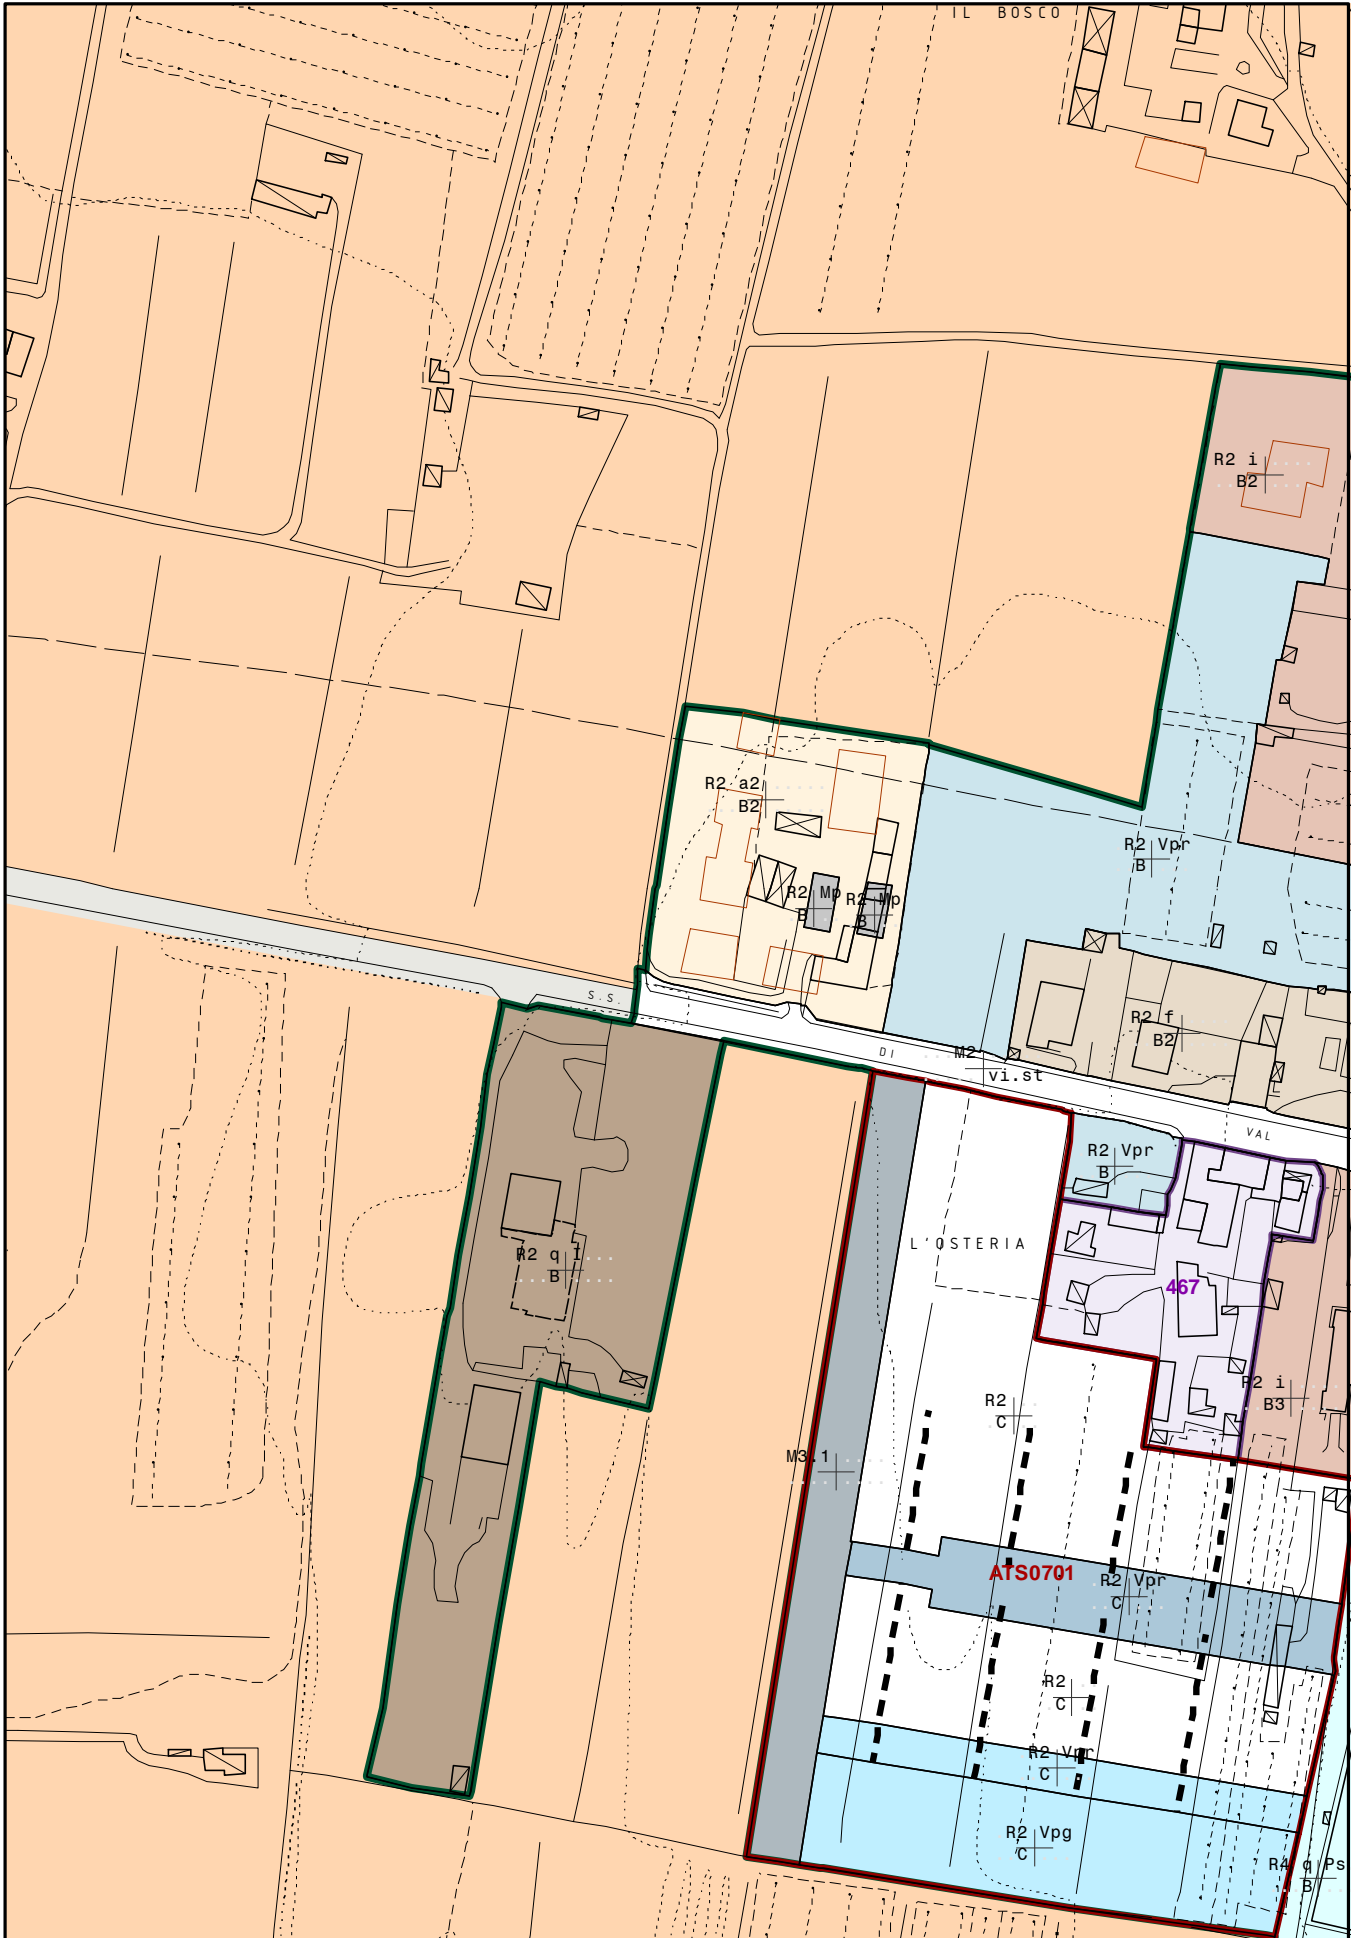 IL BOSCO
R2 i
B2
R2 a2
B2
R2 Vpr
B
R2 Mp
B
R2 Mp
B
S.S.
R2 f
B2
DI
M2
vi.st
VAL
R2 Vpr
B
L'OSTERIA
R2 q I
B
467
R2 i
B3
R2
C
M3.1
ATS0701
R2 Vpr
C
R2
C
R2 Vpr
C
R2 Vpg
C
R4 q Ps
B